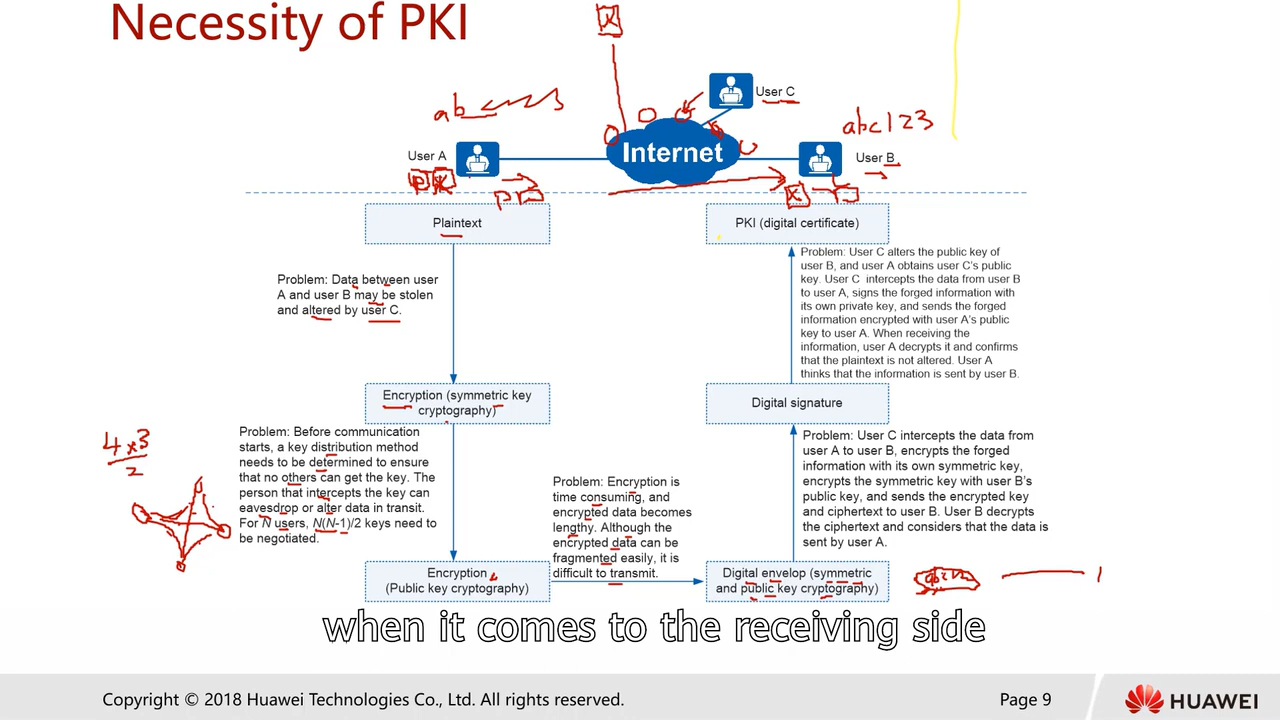 Necessity of PKI
User C
ab
abc123
User A
Internet
User B
Plaintext
PKI (digital certificate)
Problem: Data between user
A and user B may be stolen
and altered by user C.
Problem: User C alters the public key of
user B, and user A obtains user C's public
key. User C intercepts the data from user B
to user A, signs the forged information with
its own private key, and sends the forged
information encrypted with user A's public
key to user A. When receiving the
information, user A decrypts it and confirms
that the plaintext is not altered. User A
thinks that the information is sent by user B.
Encryption (symmetric key
cryptography)
Digital signature
4x3
2
Problem: Before communication
starts, a key distribution method
needs to be determined to ensure
that no others can get the key. The
person that intercepts the key can
eavesdrop or alter data in transit.
For N users, N(N-1)/2 keys need to
be negotiated.
Problem: Encryption is
time consuming, and
encrypted data becomes
lengthy. Although the
encrypted data can be
fragmented easily, it is
difficult to transmit.
Problem: User C intercepts the data from
user A to user B, encrypts the forged
information with its own symmetric key,
encrypts the symmetric key with user B's
public key, and sends the encrypted key
and ciphertext to user B. User B decrypts
the ciphertext and considers that the data is
sent by user A.
Encryption
(Public key cryptography)
Digital envelop (symmetric
and public key cryptography)
when it comes to the receiving side
Copyright © 2018 Huawei Technologies Co., Ltd. All rights reserved.
Page 9
HUAWEI